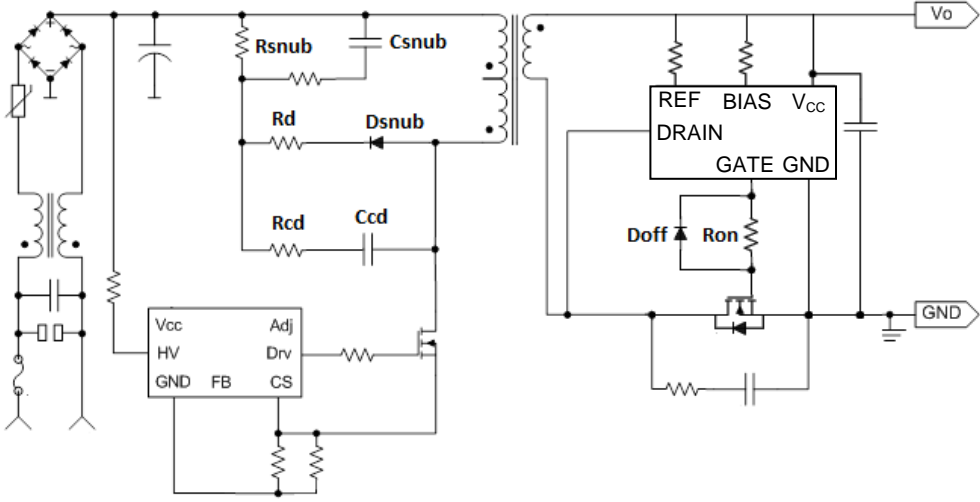 Vo
Rsnub
Csnub
REF BIAS VCC
DRAIN
GATE GND
Rd
Dsnub
Rcd
Ccd
Doff
Ron
GND
Vcc
Adj
HV
Drv
GND
FB
CS